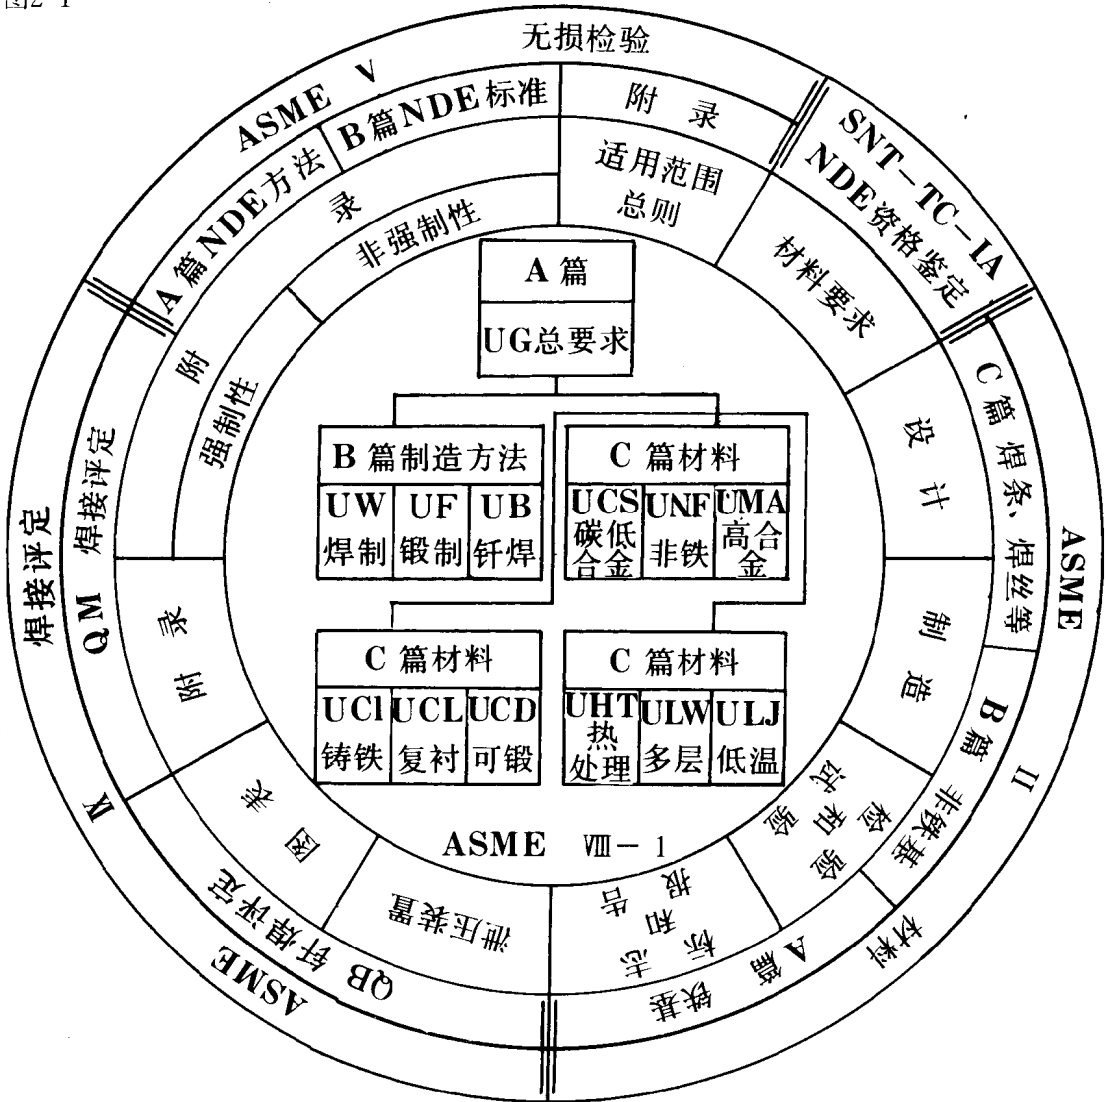 图2-1
无损检验
ASME V
A篇NDE方法
B篇NDE标准
附录
SNT-TC-IA
NDE资格鉴定
适用范围
总则
材料要求
设计
制造
检验
和
试验
标志
和
报告
泄压装置
图表
附录
附录
强制性
非强制性
C篇 焊条、焊丝等
B篇 非铁基
A篇 铁基
ASME II 材料
焊接评定
ASME Ⅸ
QM 焊接评定
QB 钎焊评定
A篇
UG总要求
B篇制造方法
UW 焊制
UF 锻制
UB 钎焊
C篇材料
UCS 碳低合金
UNF 非铁
UMA 高合金
C篇材料
UCl 铸铁
UCL 复衬
UCD 可锻
C篇材料
UHT 热处理
ULW 多层
ULJ 低温
ASME Ⅷ-1